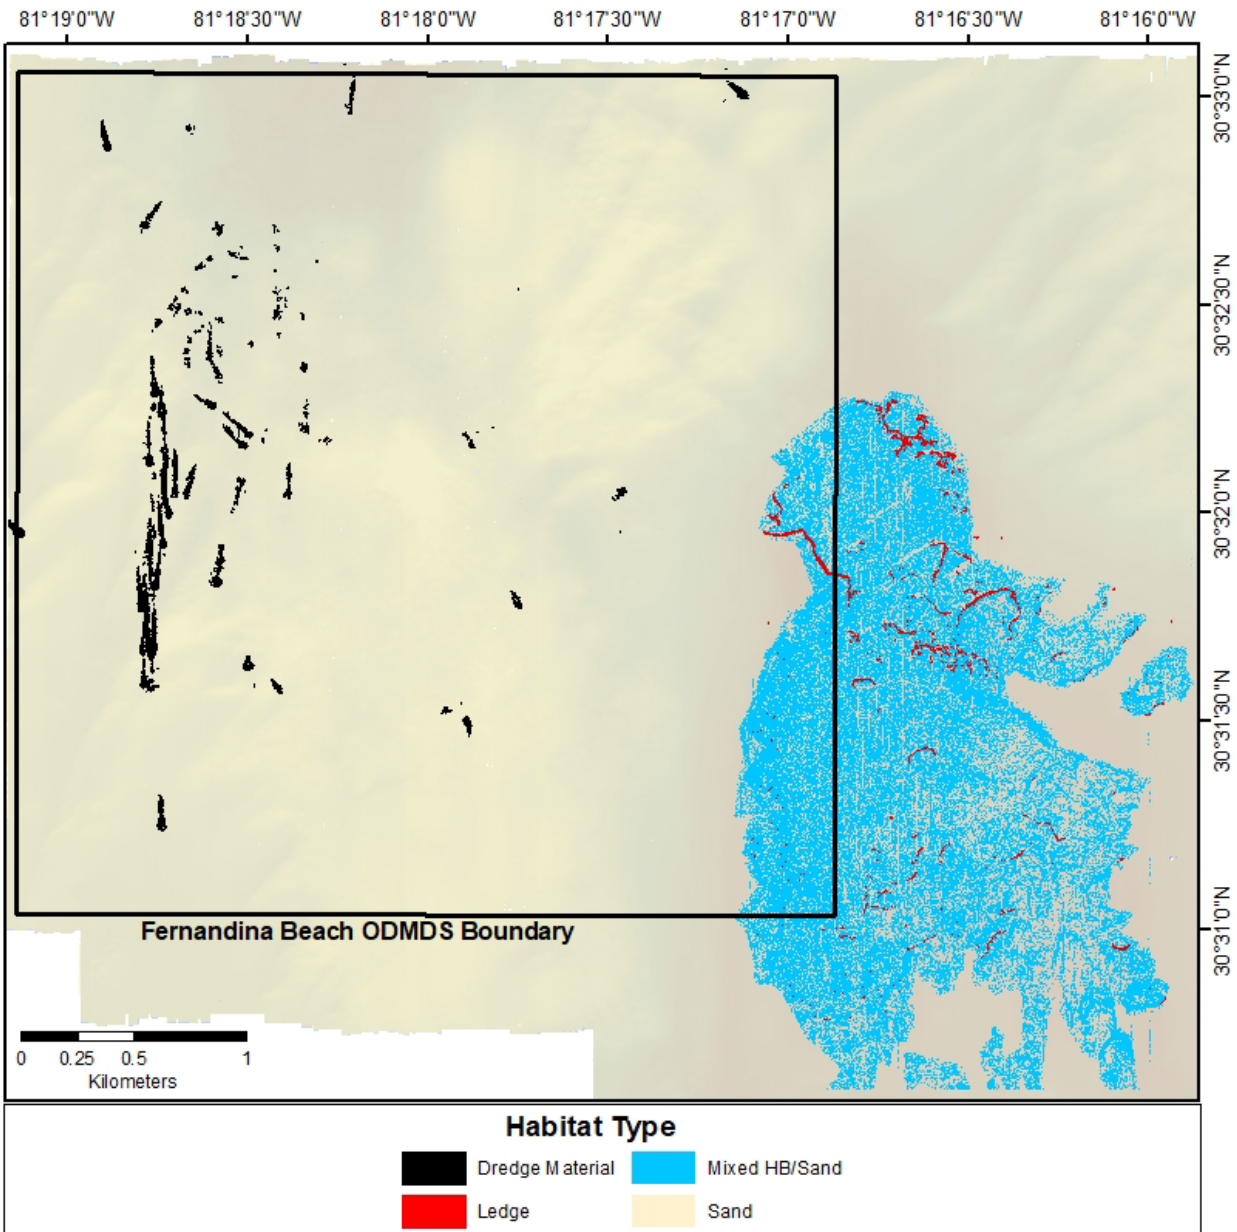 81°19'0"W 81°18'30"W 81°18'0"W 81°17'30"W 81°17'0"W 81°16'30"W 81°16'0"W
30°33'0"N
30°32'30"N
30°32'0"N
30°31'30"N
30°31'0"N
Fernandina Beach ODMDS Boundary
0 0.25 0.5 1
Kilometers
Habitat Type
Dredge Material Mixed HB/Sand
Ledge Sand